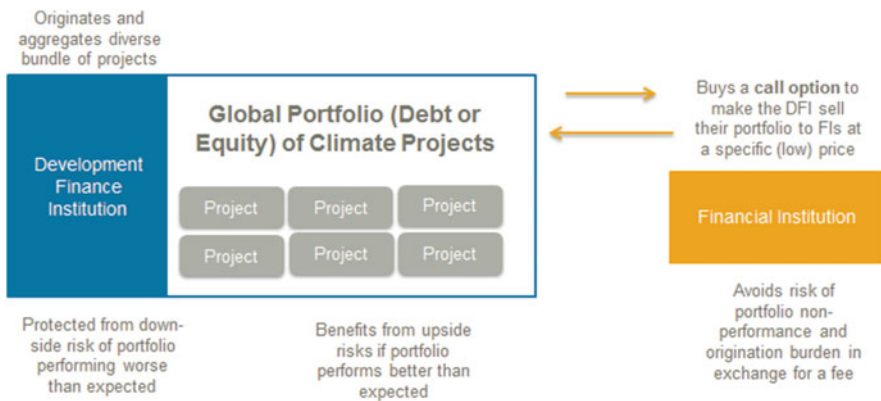 Originates and
aggregates diverse
bundle of projects
Development
Finance
Institution
Global Portfolio (Debt or
Equity) of Climate Projects
Project
Project
Project
Project
Project
Project
Buys a call option to
make the DFI sell
their portfolio to FIs at
a specific (low) price
Financial Institution
Protected from down-
side risk of portfolio
performing worse
than expected
Benefits from upside
risks if portfolio
performs better than
expected
Avoids risk of
portfolio non-
performance and
origination burden in
exchange for a fee